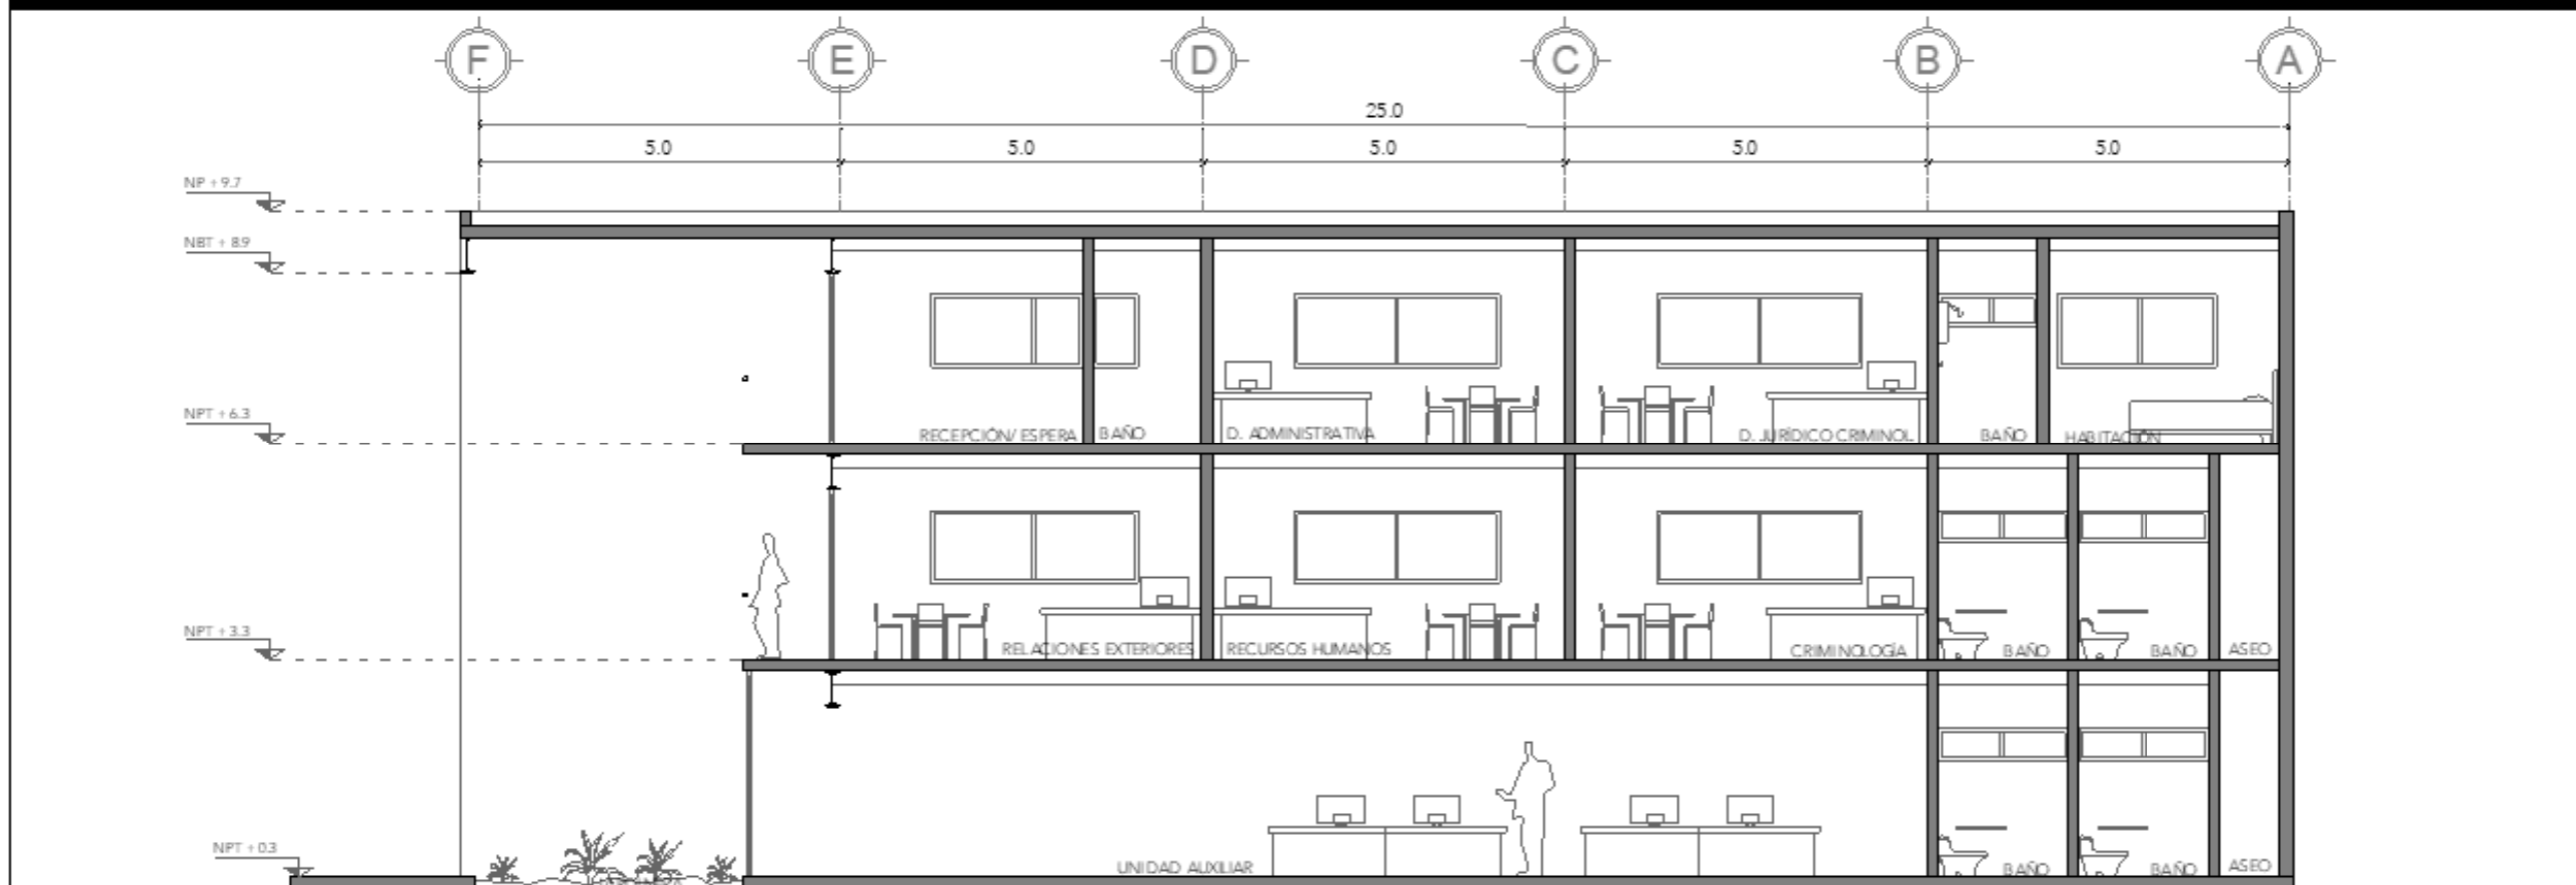 F E D C B A
25.0
5.0 5.0 5.0 5.0 5.0
NP + 9.7
NBT + 8.9
NPT + 6.3
RECEPCIÓN/ ESPERA BAÑO D. ADMINISTRATIVA D. JURÍDICO CRIMINOL BAÑO HABITACIÓN
NPT + 3.3
RELACIONES EXTERIORES RECURSOS HUMANOS CRIMINOLOGÍA BAÑO BAÑO ASEO
NPT + 0.3
UNIDAD AUXILIAR BAÑO BAÑO ASEO